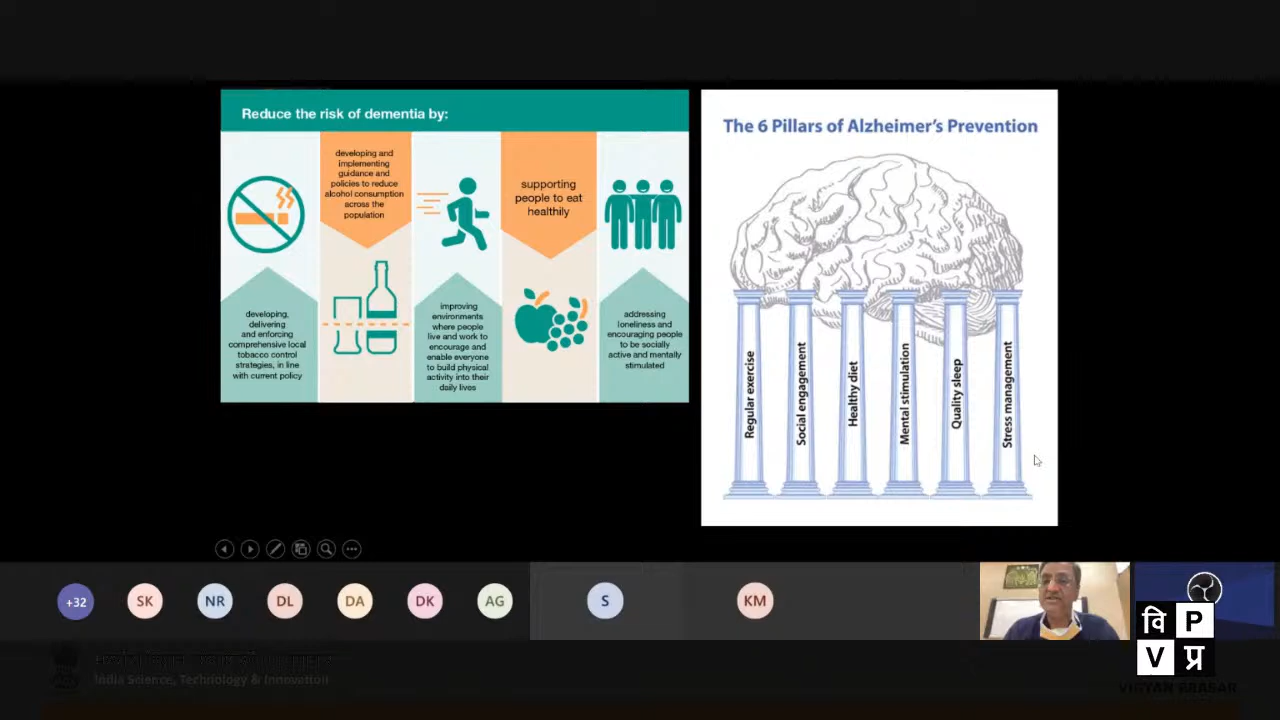 Reduce the risk of dementia by:
developing,
delivering
and enforcing
comprehensive local
tobacco control
strategies, in line
with current policy
developing and
implementing
guidance and
policies to reduce
alcohol consumption
across the
population
improving
environments
where people
live and work to
encourage and
enable everyone
to build physical
activity into their
daily lives
supporting
people to eat
healthily
addressing
loneliness and
encouraging people
to be socially
active and mentally
stimulated
The 6 Pillars of Alzheimer's Prevention
Regular exercise
Social engagement
Healthy diet
Mental stimulation
Quality sleep
Stress management
+32
SK
NR
DL
DA
DK
AG
S
KM
वि P
V प्र
India Science, Technology & Innovation
VIGYAN PRASAR